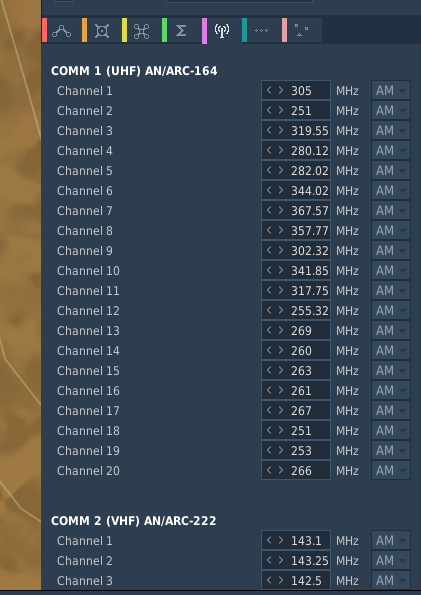 COMM 1 (UHF) AN/ARC-164
Channel 1 < > 305 MHz AM
Channel 2 < > 251 MHz AM
Channel 3 < > 319.55 MHz AM
Channel 4 < > 280.12 MHz AM
Channel 5 < > 282.02 MHz AM
Channel 6 < > 344.02 MHz AM
Channel 7 < > 367.57 MHz AM
Channel 8 < > 357.77 MHz AM
Channel 9 < > 302.32 MHz AM
Channel 10 < > 341.85 MHz AM
Channel 11 < > 317.75 MHz AM
Channel 12 < > 255.32 MHz AM
Channel 13 < > 269 MHz AM
Channel 14 < > 260 MHz AM
Channel 15 < > 263 MHz AM
Channel 16 < > 261 MHz AM
Channel 17 < > 267 MHz AM
Channel 18 < > 251 MHz AM
Channel 19 < > 253 MHz AM
Channel 20 < > 266 MHz AM
COMM 2 (VHF) AN/ARC-222
Channel 1 < > 143.1 MHz AM
Channel 2 < > 143.25 MHz AM
Channel 3 < > 142.5 MHz AM